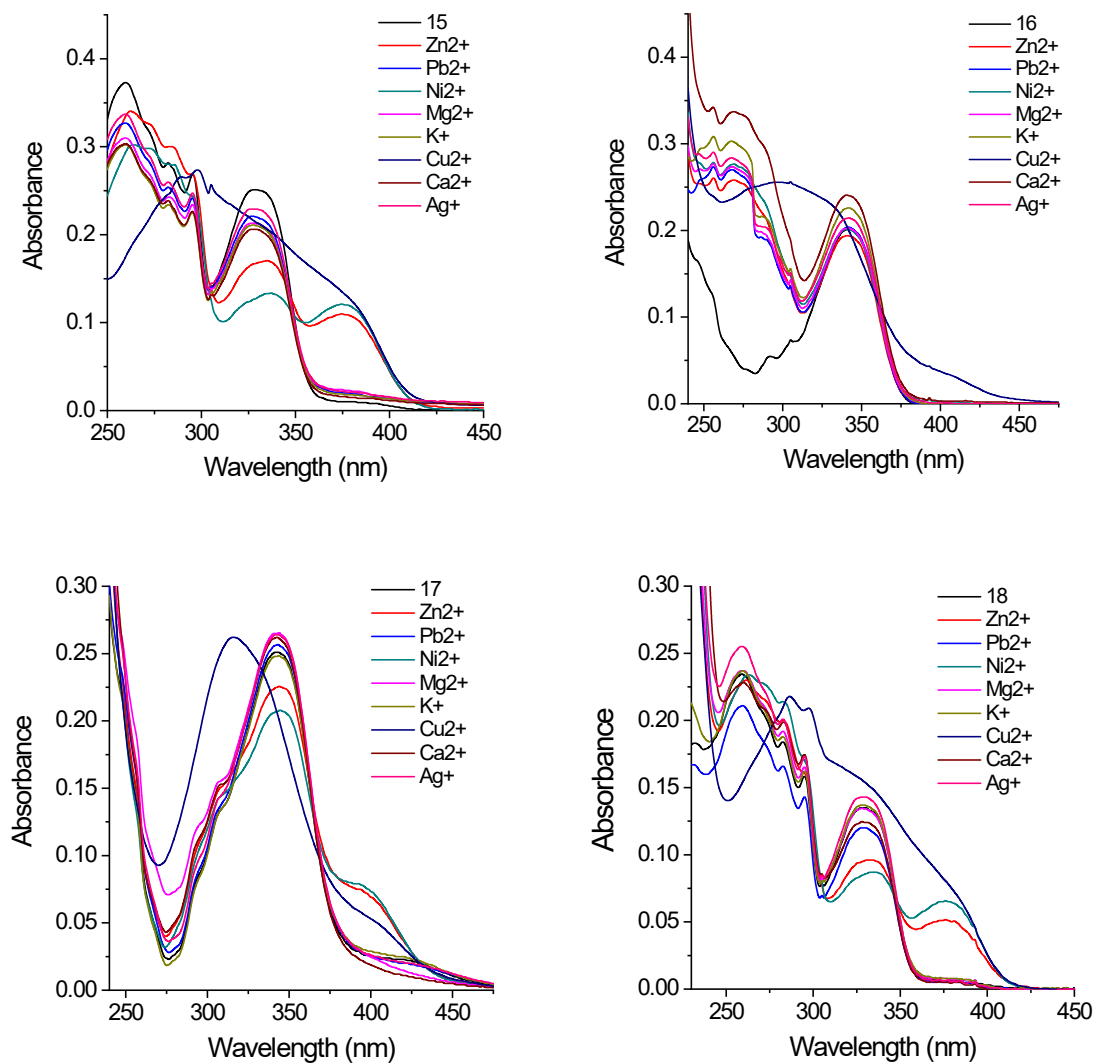 15
Zn2+
Pb2+
Ni2+
Mg2+
K+
Cu2+
Ca2+
Ag+
Absorbance
0.4
0.3
0.2
0.1
0.0
250 300 350 400 450
Wavelength (nm)
16
Zn2+
Pb2+
Ni2+
Mg2+
K+
Cu2+
Ca2+
Ag+
Absorbance
0.4
0.3
0.2
0.1
0.0
250 300 350 400 450
Wavelength (nm)
17
Zn2+
Pb2+
Ni2+
Mg2+
K+
Cu2+
Ca2+
Ag+
Absorbance
0.30
0.25
0.20
0.15
0.10
0.05
0.00
250 300 350 400 450
Wavelength (nm)
18
Zn2+
Pb2+
Ni2+
Mg2+
K+
Cu2+
Ca2+
Ag+
Absorbance
0.30
0.25
0.20
0.15
0.10
0.05
0.00
250 300 350 400 450
Wavelength (nm)